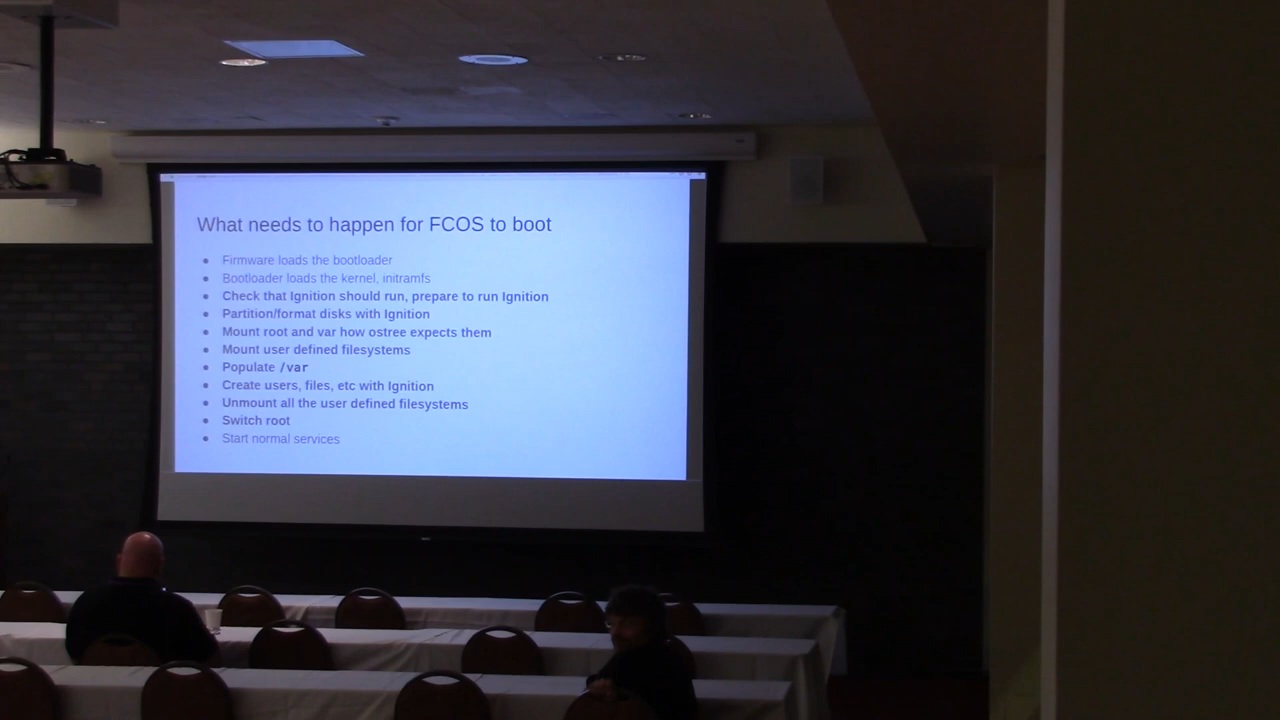 What needs to happen for FCOS to boot
● Firmware loads the bootloader
● Bootloader loads the kernel, initramfs
● Check that Ignition should run, prepare to run Ignition
● Partition/format disks with Ignition
● Mount root and var how ostree expects them
● Mount user defined filesystems
● Populate /var
● Create users, files, etc with Ignition
● Unmount all the user defined filesystems
● Switch root
● Start normal services